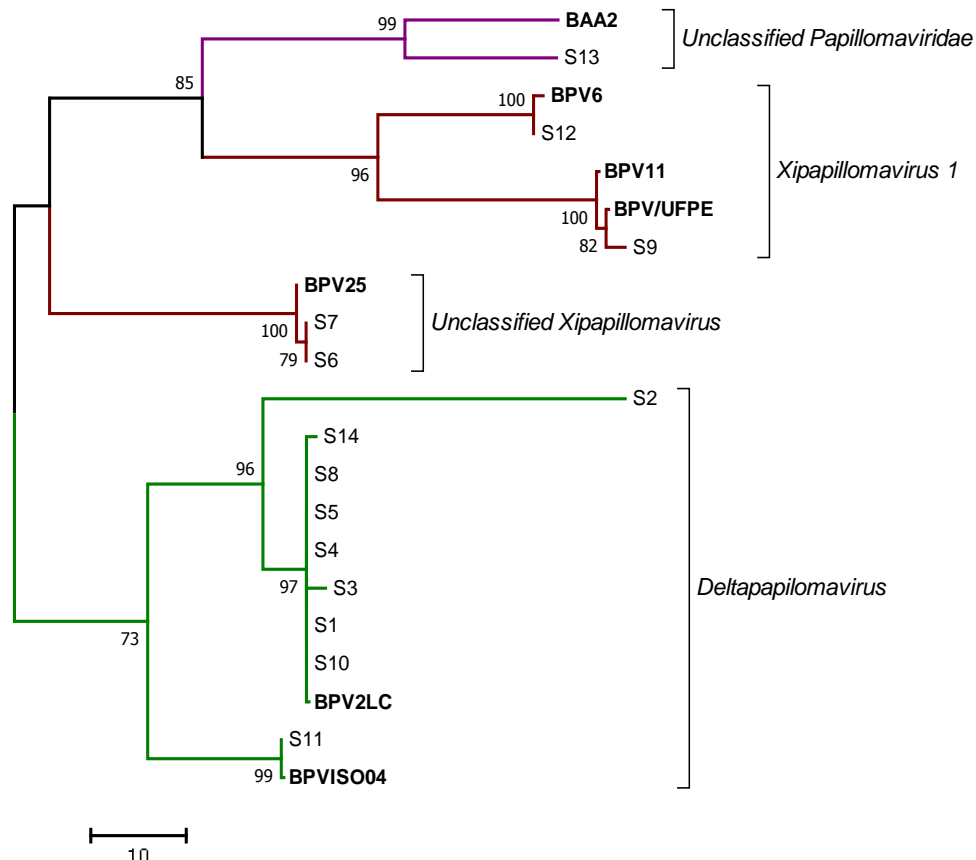 BAA2
99
Unclassified Papillomaviridae
S13
85
BPV6
100
S12
Xipapillomavirus 1
96
BPV11
BPV/UFPE
100
82
S9
BPV25
S7
Unclassified Xipapillomavirus
100
79
S6
S2
S14
96
S8
S5
S4
97
S3
Deltapapilomavirus
S1
73
S10
BPV2LC
S11
99
BPVISO04
10